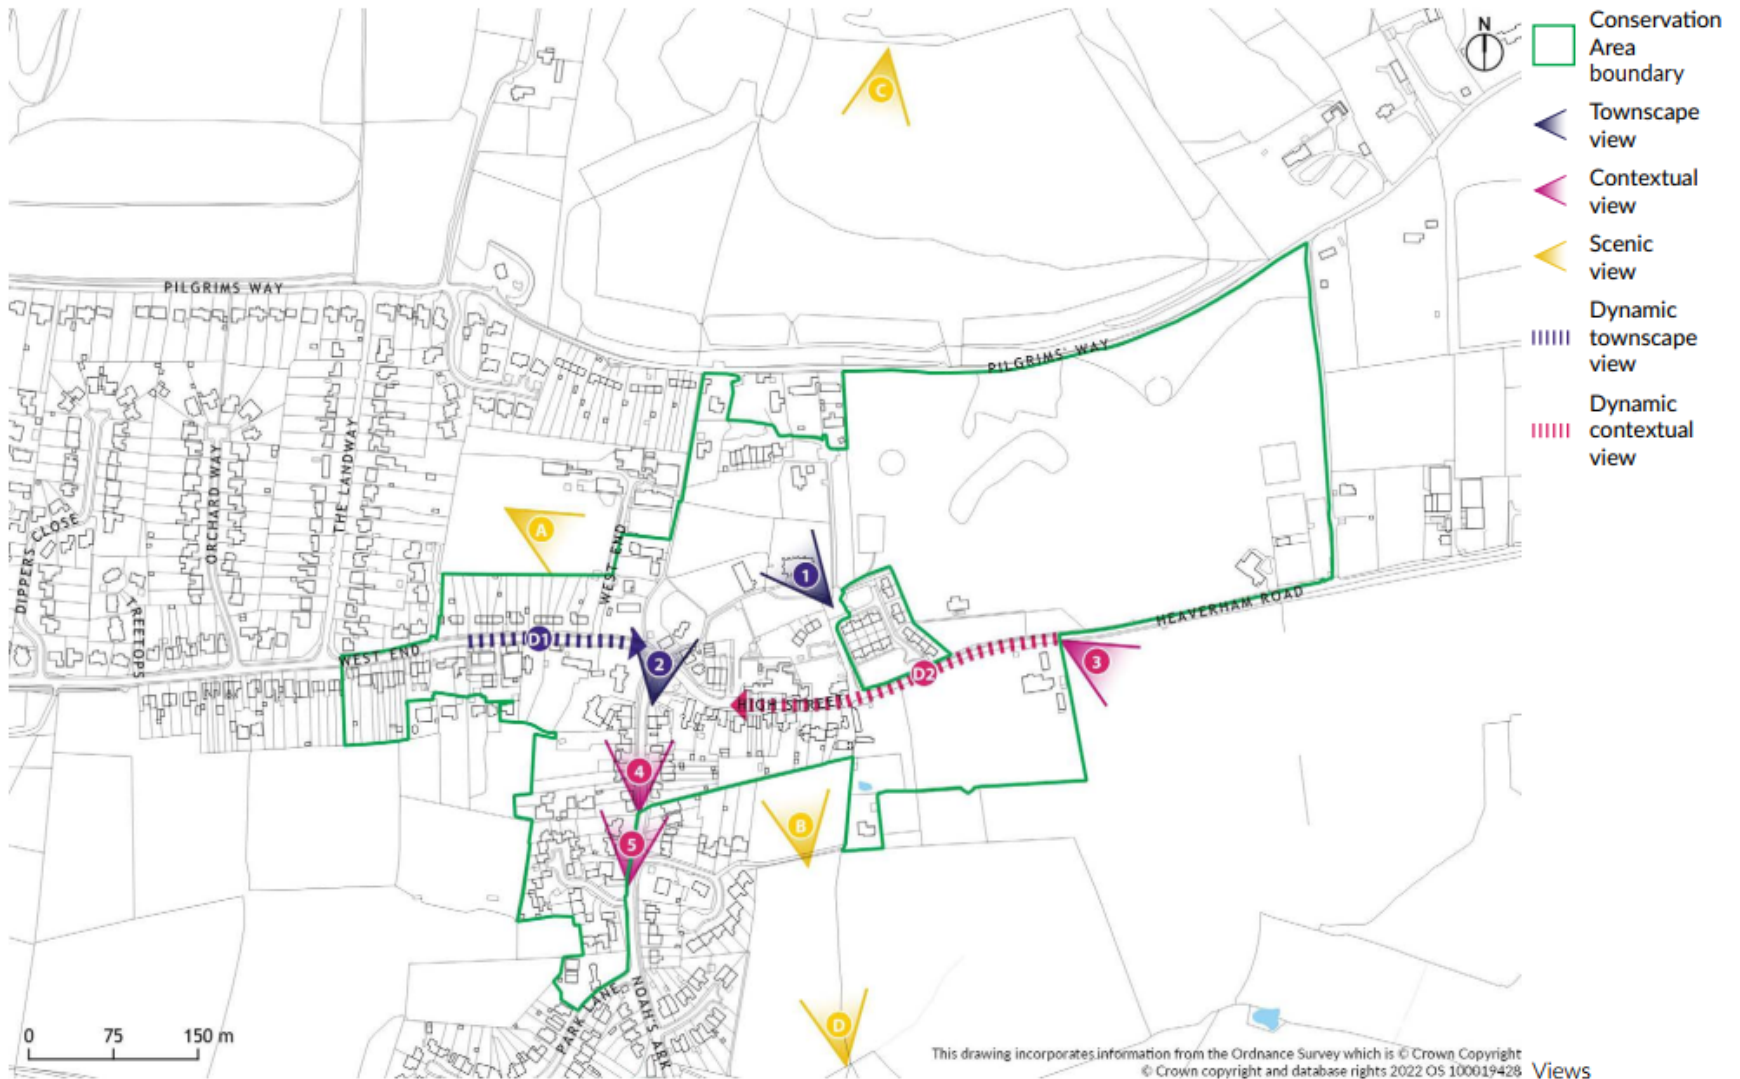 N
C
PILGRIMS WAY
PILGRIMS' WAY
A
WEST END
ORCHARD WAY
THE LANDWAY
DIPPERS CLOSE
TREETOPS
1
HEAVERHAM ROAD
D1
WEST END
2
3
D2
HIGH STREET
4
B
5
PARK LANE
NOAH'S ARK
D
0 75 150 m
This drawing incorporates information from the Ordnance Survey which is © Crown Copyright
© Crown copyright and database rights 2022 OS 100019428
Conservation
Area
boundary
Townscape
view
Contextual
view
Scenic
view
Dynamic
townscape
view
Dynamic
contextual
view
Views